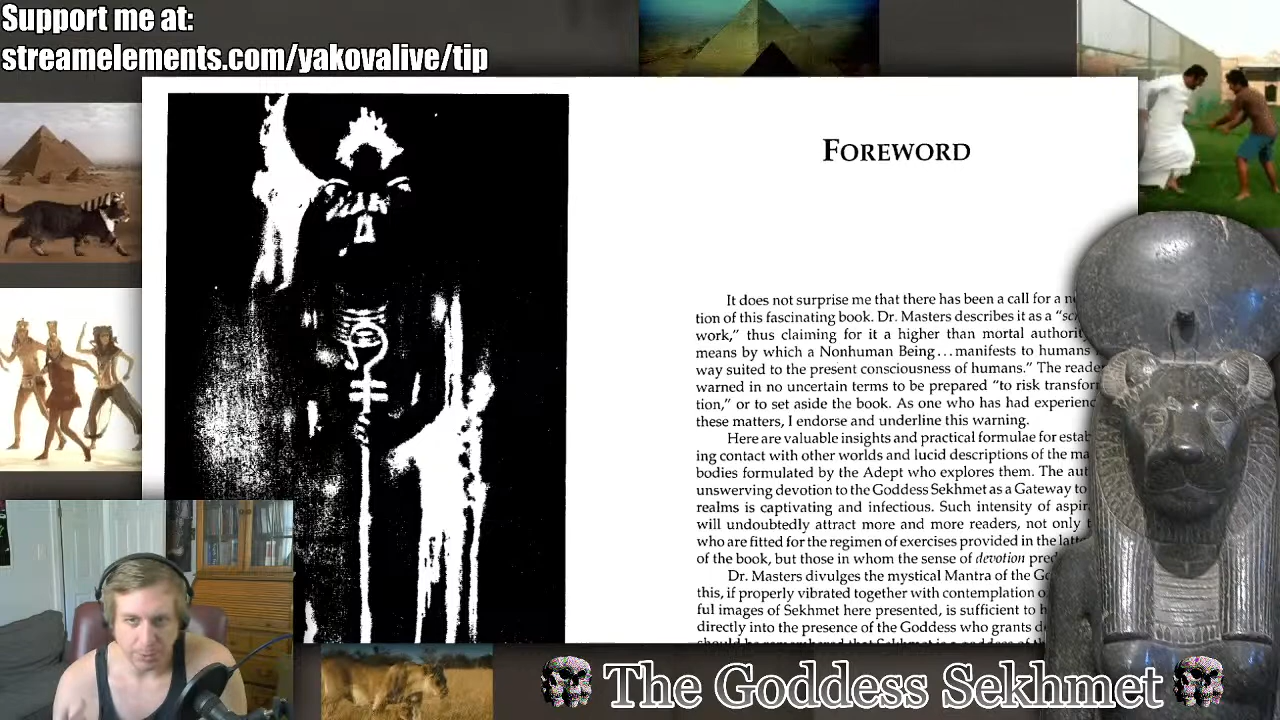 Support me at:
streamelements.com/yakovalive/tip
FOREWORD
It does not surprise me that there has been a call for a
tion of this fascinating book. Dr. Masters describes it as a
work,” thus claiming for it a higher than mortal
means by which a Nonhuman Being... manifests to humans
way suited to the present consciousness of humans.” The
warned in no uncertain terms to be prepared “to risk
tion,” or to set aside the book. As one who has had
these matters, I endorse and underline this warning.
Here are valuable insights and practical formulae for
ing contact with other worlds and lucid descriptions of the
bodies formulated by the Adept who explores them. The
unswerving devotion to the Goddess Sekhmet as a Gateway to
realms is captivating and infectious. Such intensity of
will undoubtedly attract more and more readers, not only
who are fitted for the regimen of exercises provided in the
of the book, but those in whom the sense of devotion
Dr. Masters divulges the mystical Mantra of the
this, if properly vibrated together with contemplation
ful images of Sekhmet here presented, is sufficient to
directly into the presence of the Goddess who grants
The Goddess Sekhmet